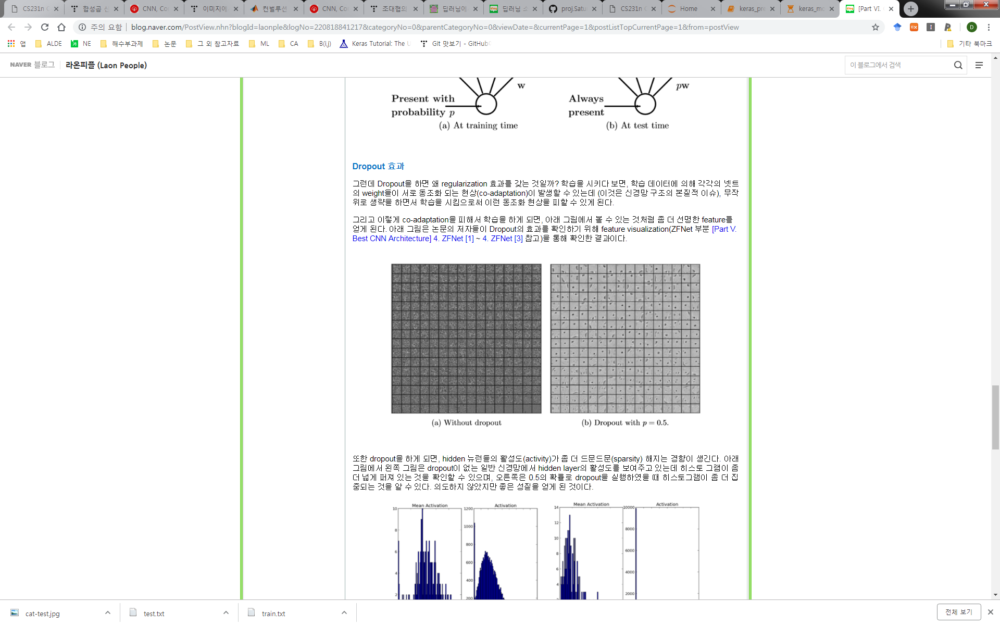 CS231n C
합성곱 신
CNN, Co
이미지에
컨벌루션
CNN, Co
조대협의
딥러닝에
딥러닝 소
proj.Satu
CS231n C
Home
keras_pre
keras_mo
[Part VI.
주의 요함 | blog.naver.com/PostView.nhn?blogId=laonple&logNo=220818841217&categoryNo=0&parentCategoryNo=0&viewDate=&currentPage=1&postListTopCurrentPage=1&from=postView
앱 ALDE NE 해수부과제 논문 그 외 참고자료 ML CA B(i,j) Keras Tutorial: The U Git 맛보기 - GitHub 기타 북마크
NAVER 블로그 라온피플 (Laon People) 이 블로그에서 검색
w pw
Present with Always
probability p present
(a) At training time (b) At test time
Dropout 효과
그런데 Dropout을 하면 왜 regularization 효과를 갖는 것일까? 학습을 시키다 보면, 학습 데이터에 의해 각각의 넷트
의 weight들이 서로 동조화 되는 현상(co-adaptation)이 발생할 수 있는데 (이것은 신경망 구조의 본질적 이슈), 무작
위로 생략을 하면서 학습을 시킴으로써 이런 동조화 현상을 피할 수 있게 된다.
그리고 이렇게 co-adaptation을 피해서 학습을 하게 되면, 아래 그림에서 볼 수 있는 것처럼 좀 더 선명한 feature를
얻게 된다. 아래 그림은 논문의 저자들이 Dropout의 효과를 확인하기 위해 feature visualization(ZFNet 부분 [Part V.
Best CNN Architecture] 4. ZFNet [1] ~ 4. ZFNet [3] 참고)을 통해 확인한 결과이다.
(a) Without dropout (b) Dropout with p = 0.5.
또한 dropout을 하게 되면, hidden 뉴런들의 활성도(activity)가 좀 더 드문드문(sparsity) 해지는 경향이 생긴다. 아래
그림에서 왼쪽 그림은 dropout이 없는 일반 신경망에서 hidden layer의 활성도를 보여주고 있는데 히스토 그램이 좀
더 넓게 퍼져 있는 것을 확인할 수 있으며, 오른쪽은 0.5의 확률로 dropout을 실행하였을 때 히스토그램이 좀 더 집
중되는 것을 알 수 있다. 의도하지 않았지만 좋은 성질을 얻게 된 것이다.
Mean Activation Activation Mean Activation Activation
10 1200 14 10000
1000 12
8 8000
800 10
6 8 6000
600
4 400 6 4000
4
2 200 2000
cat-test.jpg test.txt train.txt 전체 보기